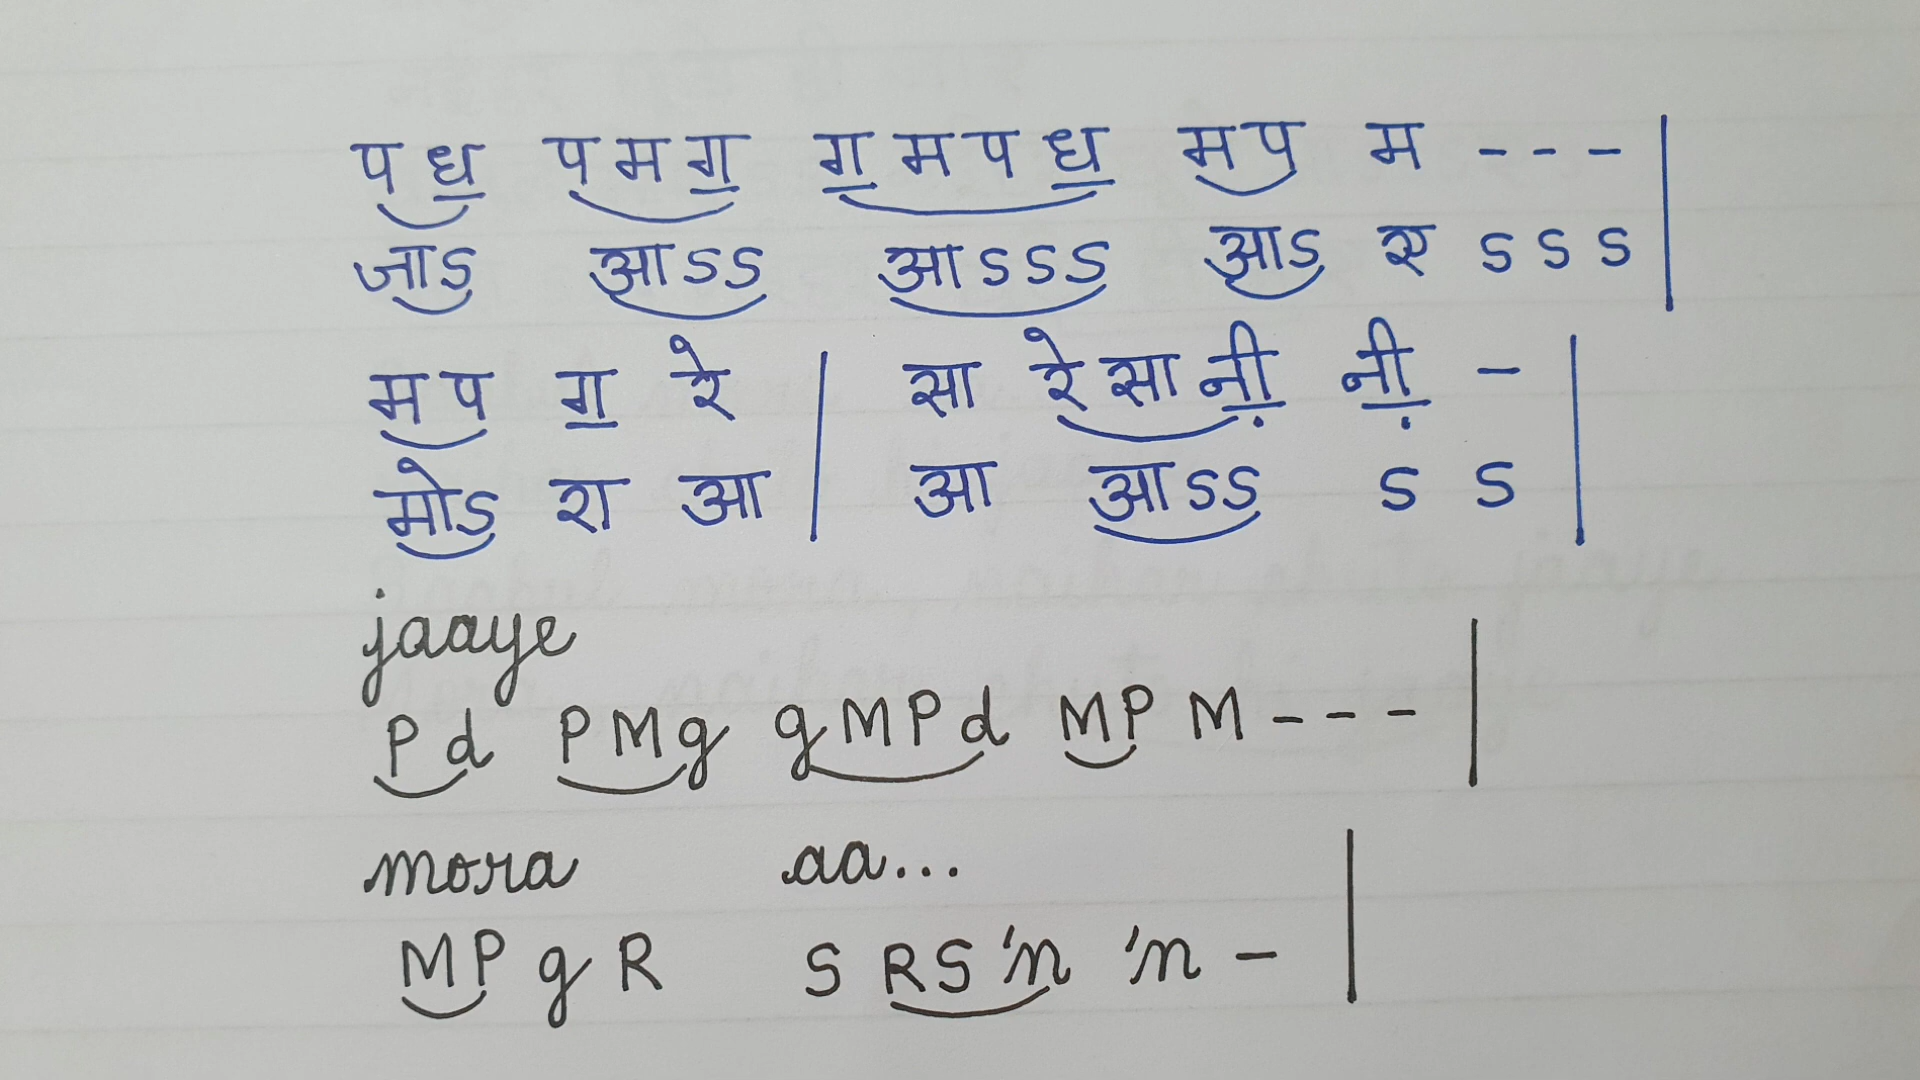 प ध॒ प म ग॒ ग॒ म प ध॒ म प म - - - |
जाऽ आऽऽ आऽऽऽ आऽ ए ऽ ऽ ऽ
म प ग॒ रे | सा रे सा ऩी॒ ऩी॒ - |
मोऽ रा आ आ आऽऽ ऽ ऽ
jaaye
P d P M g g M P d M P M - - - |
mora aa...
M P g R S R S 'n 'n - |